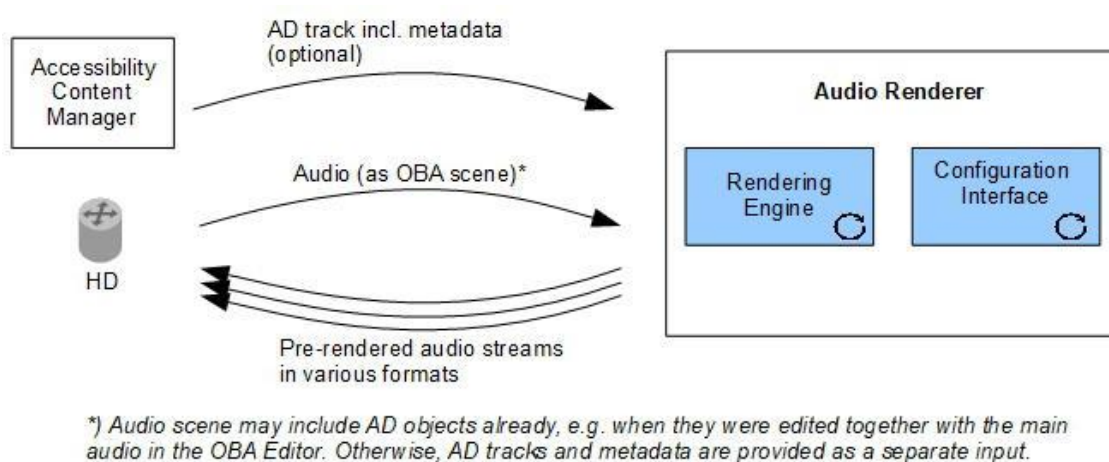 AD track incl. metadata
(optional)
Accessibility
Content
Manager
Audio Renderer
Audio (as OBA scene)*
Rendering
Engine
Configuration
Interface
HD
Pre-rendered audio streams
in various formats
*) Audio scene may include AD objects already, e.g. when they were edited together with the main
audio in the OBA Editor. Otherwise, AD tracks and metadata are provided as a separate input.